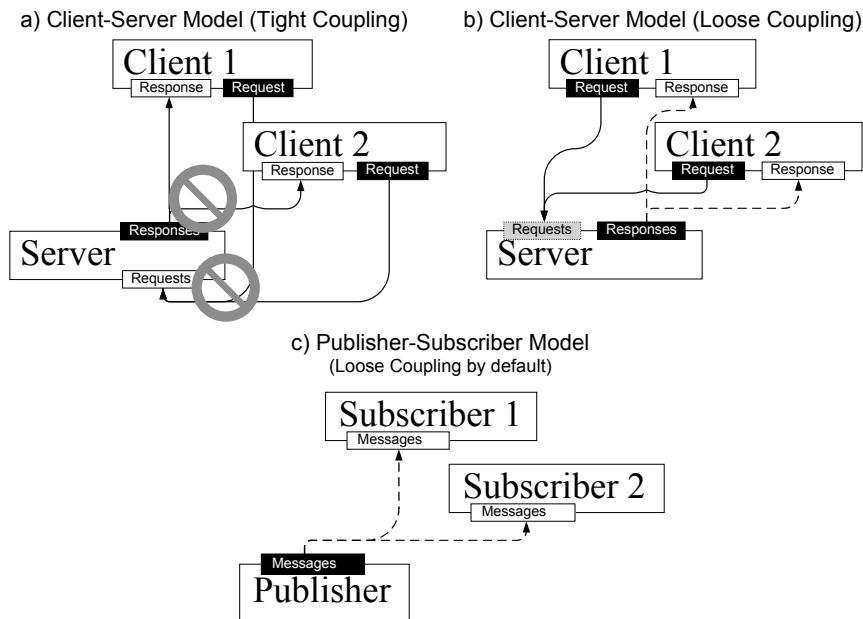 a) Client-Server Model (Tight Coupling)
Client 1
Response
Request
Client 2
Response
Request
Responses
Server
Requests
b) Client-Server Model (Loose Coupling)
Client 1
Request
Response
Client 2
Request
Response
Requests
Responses
Server
c) Publisher-Subscriber Model
(Loose Coupling by default)
Subscriber 1
Messages
Subscriber 2
Messages
Messages
Publisher